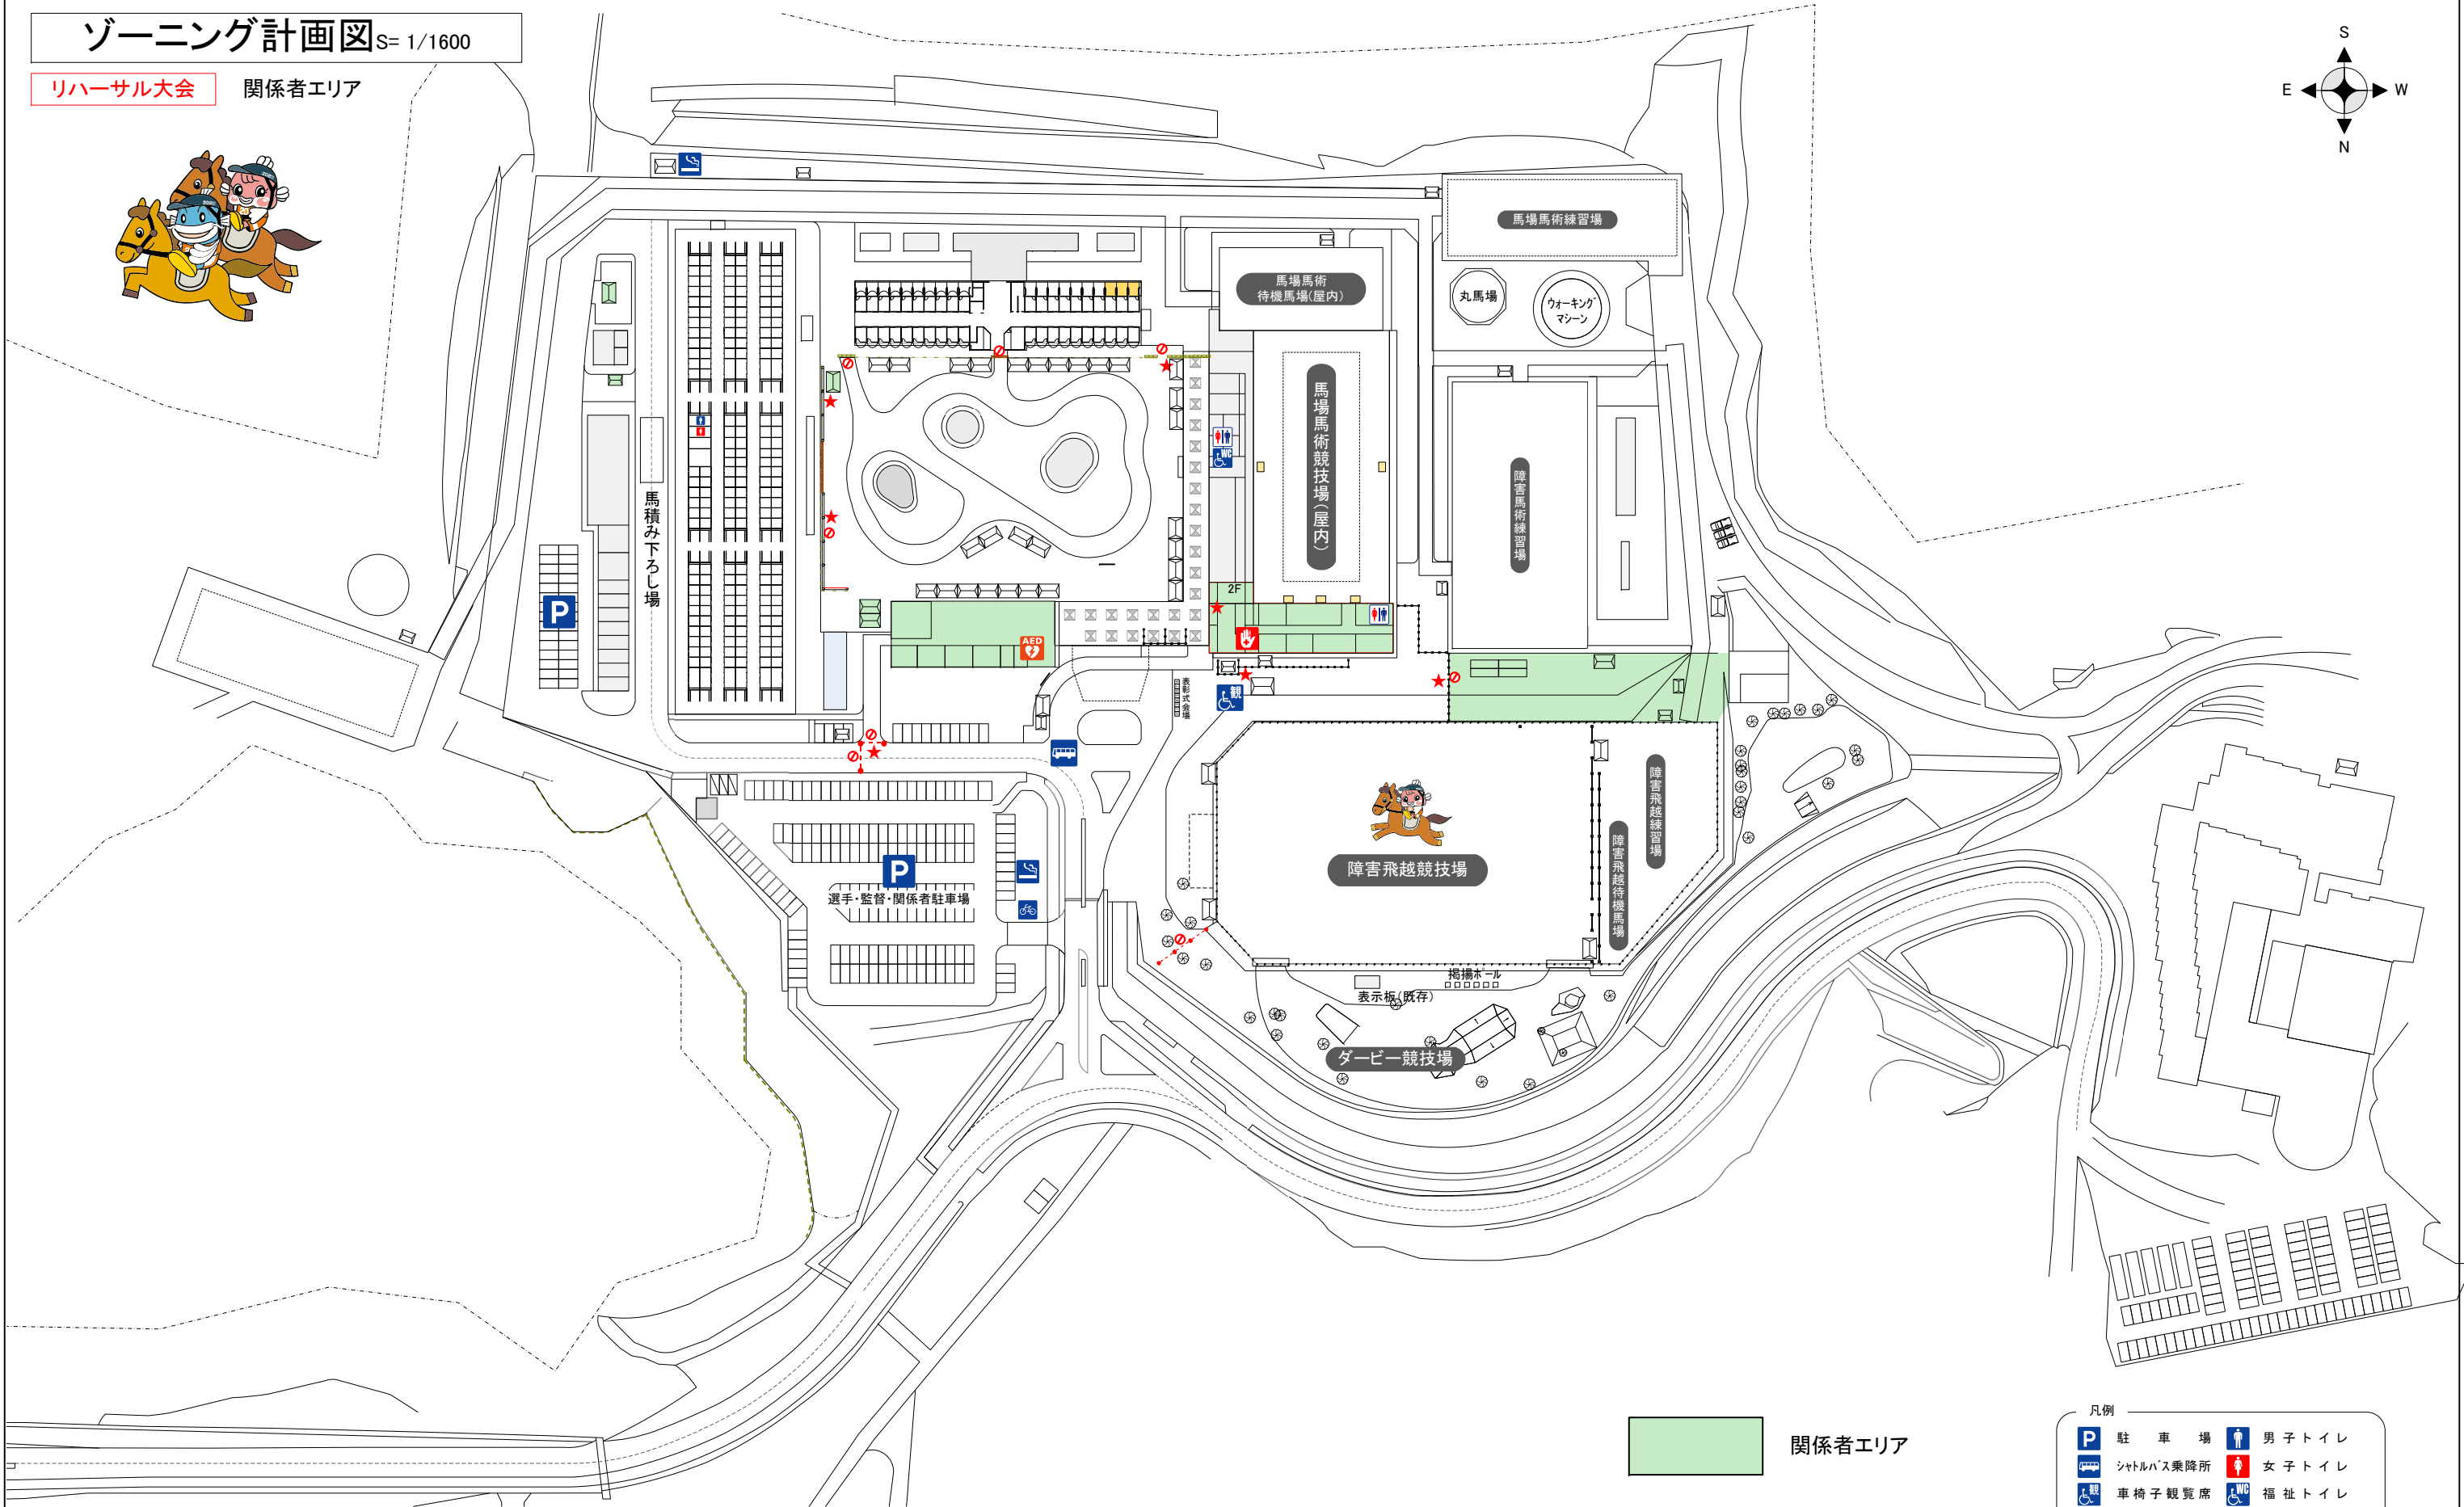 ゾーニング計画図 S= 1/1600
リハーサル大会 関係者エリア
S
E W
N
馬場馬術練習場
馬場馬術
待機馬場(屋内)
丸馬場
ウォーキング
マシーン
馬場馬術競技場(屋内)
障害馬術練習場
馬積み下ろし場
WC
P
2F
AED
観
表彰式会場
障害飛越練習場
障害飛越待機馬場
障害飛越競技場
P
選手・監督・関係者駐車場
掲揚ポール
表示板(既存)
ダービー競技場
関係者エリア
凡例
P 駐車場 男子トイレ
シャトルバス乗降所 女子トイレ
観 車椅子観覧席 WC 福祉トイレ